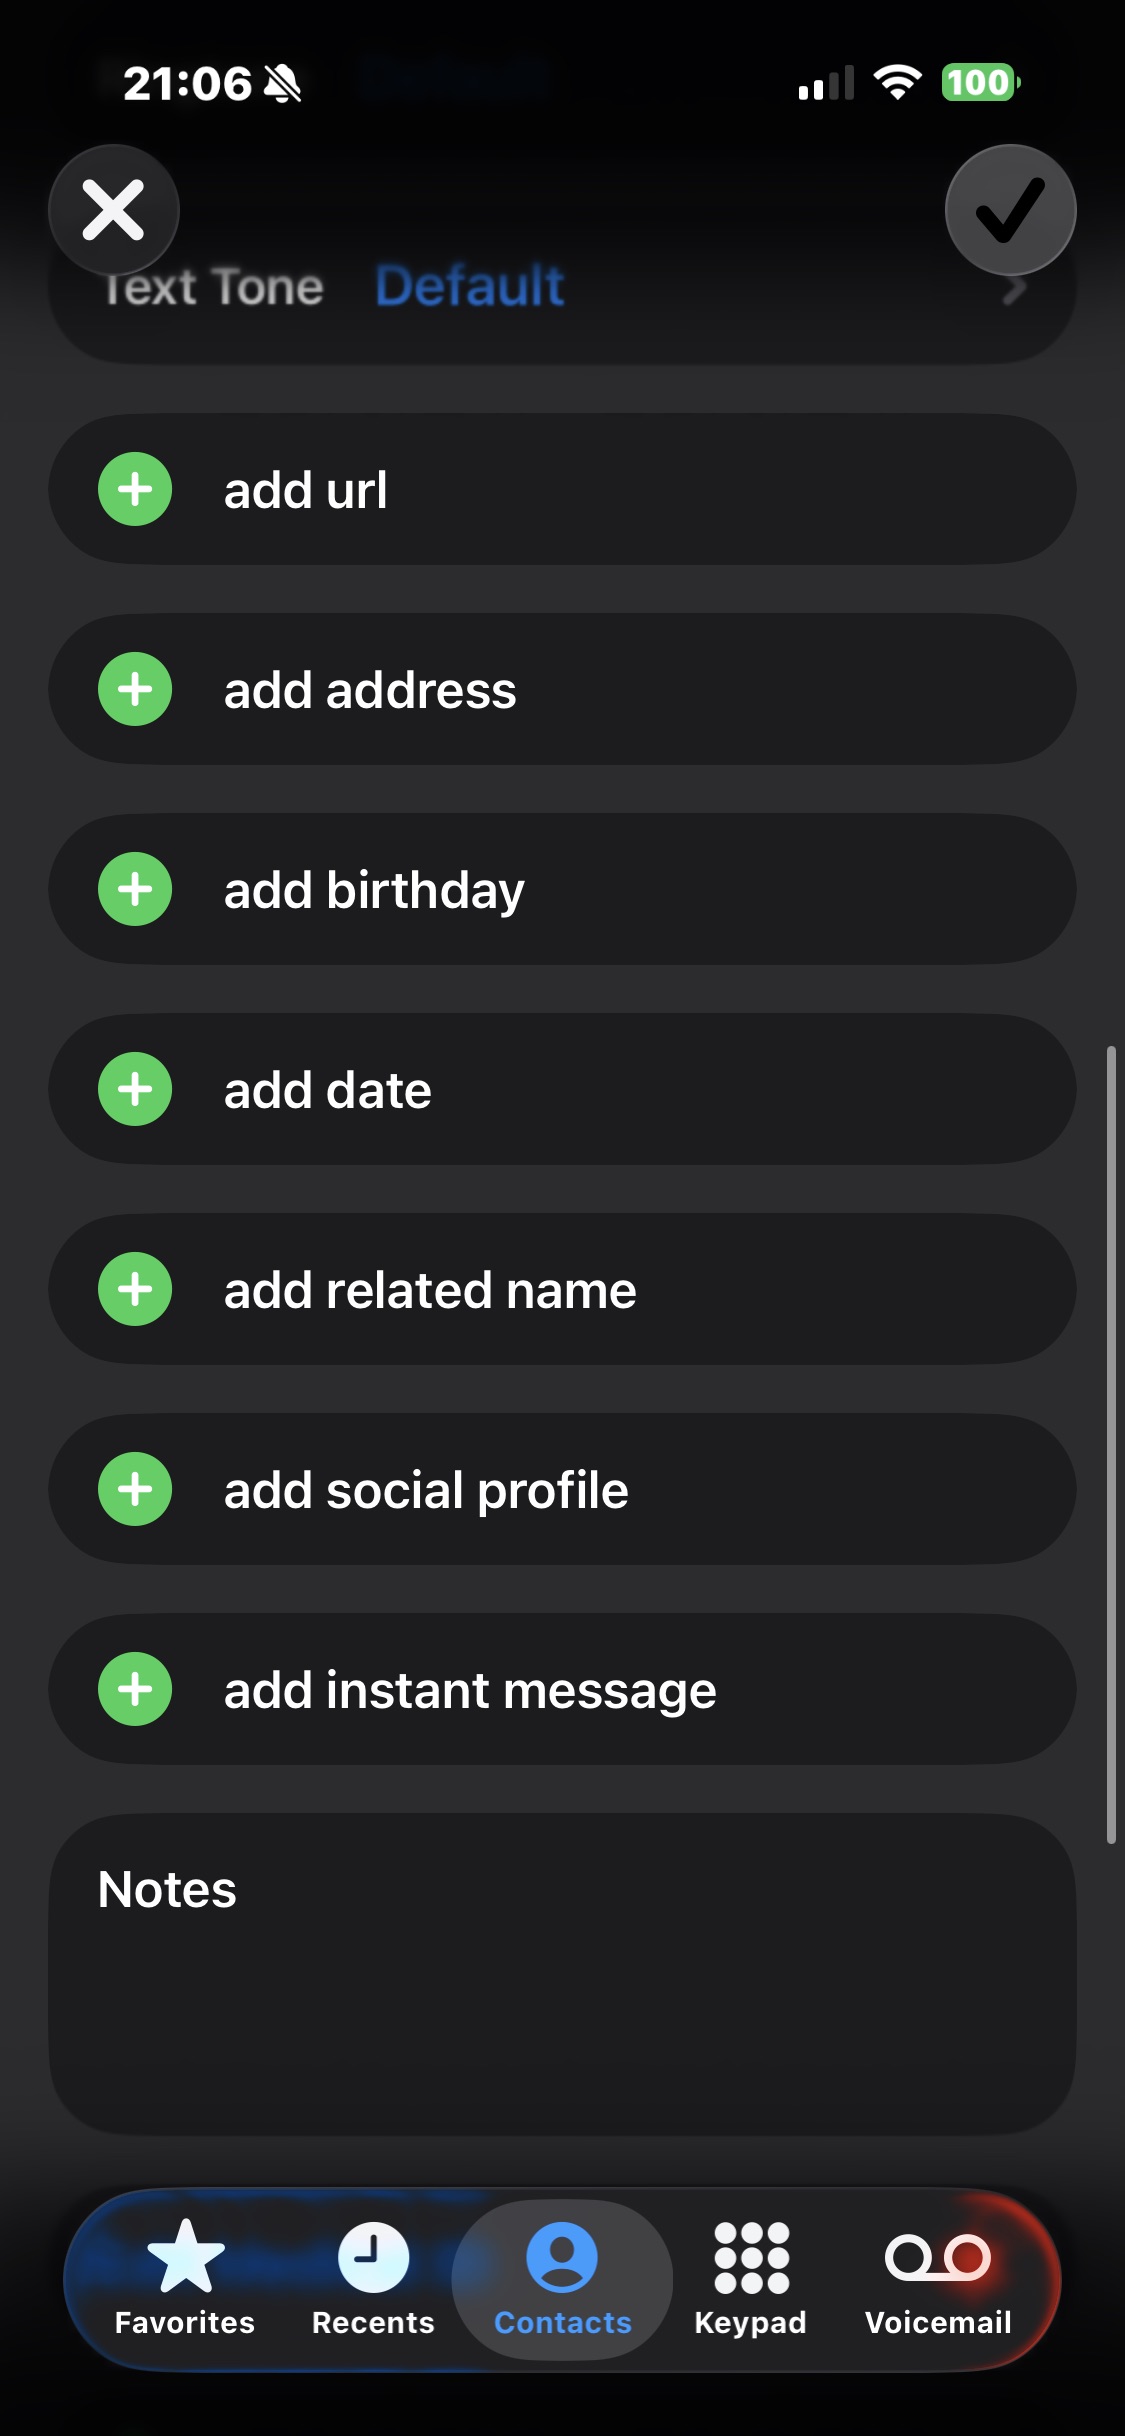 21:06
100
Text Tone Default
add url
add address
add birthday
add date
add related name
add social profile
add instant message
Notes
Favorites Recents Contacts Keypad Voicemail